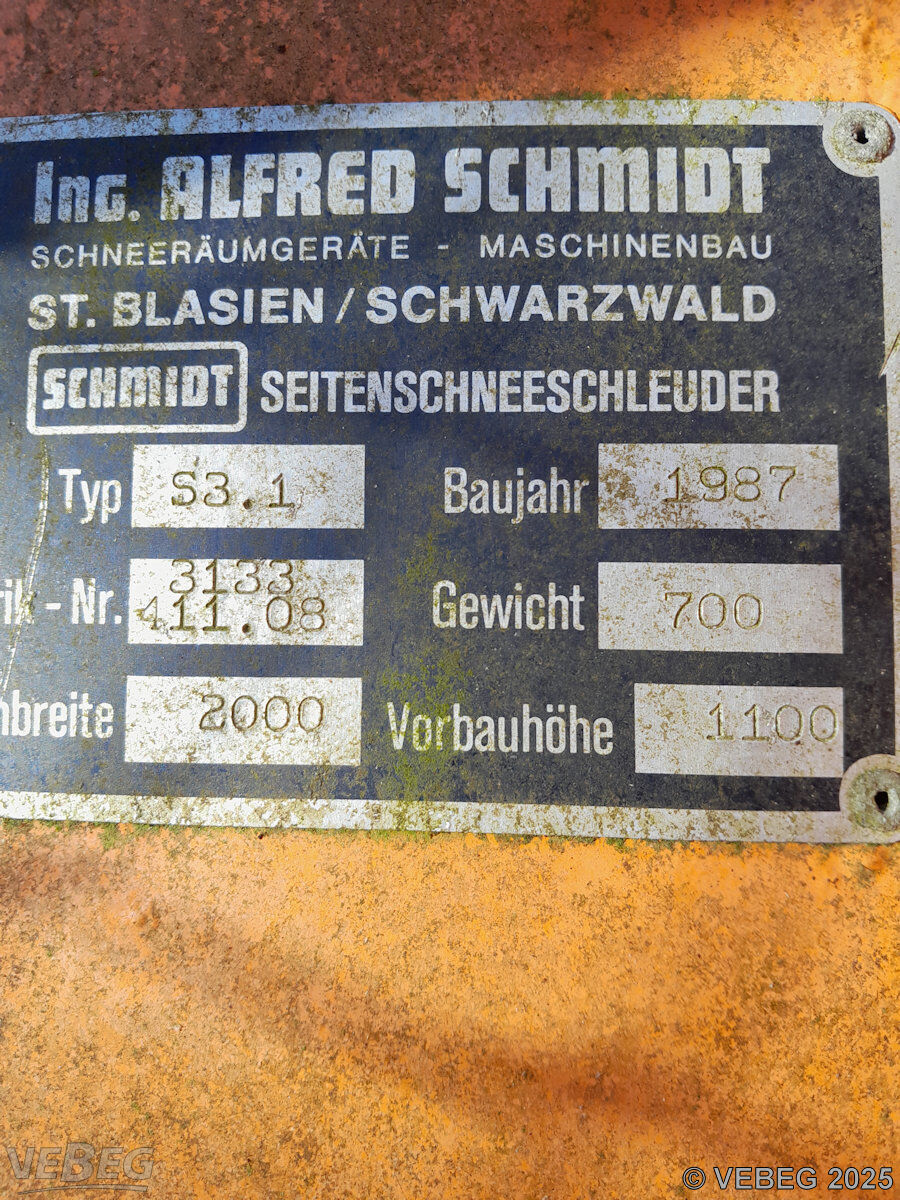 Ing. ALFRED SCHMIDT
SCHNEERÄUMGERÄTE - MASCHINENBAU
ST. BLASIEN / SCHWARZWALD
SCHMIDT SEITENSCHNEESCHLEUDER
Typ S3.1 Baujahr 1987
3133
rik - Nr. 411.08 Gewicht 700
nbreite 2000 Vorbauhöhe 1100
VEBEG
© VEBEG 2025